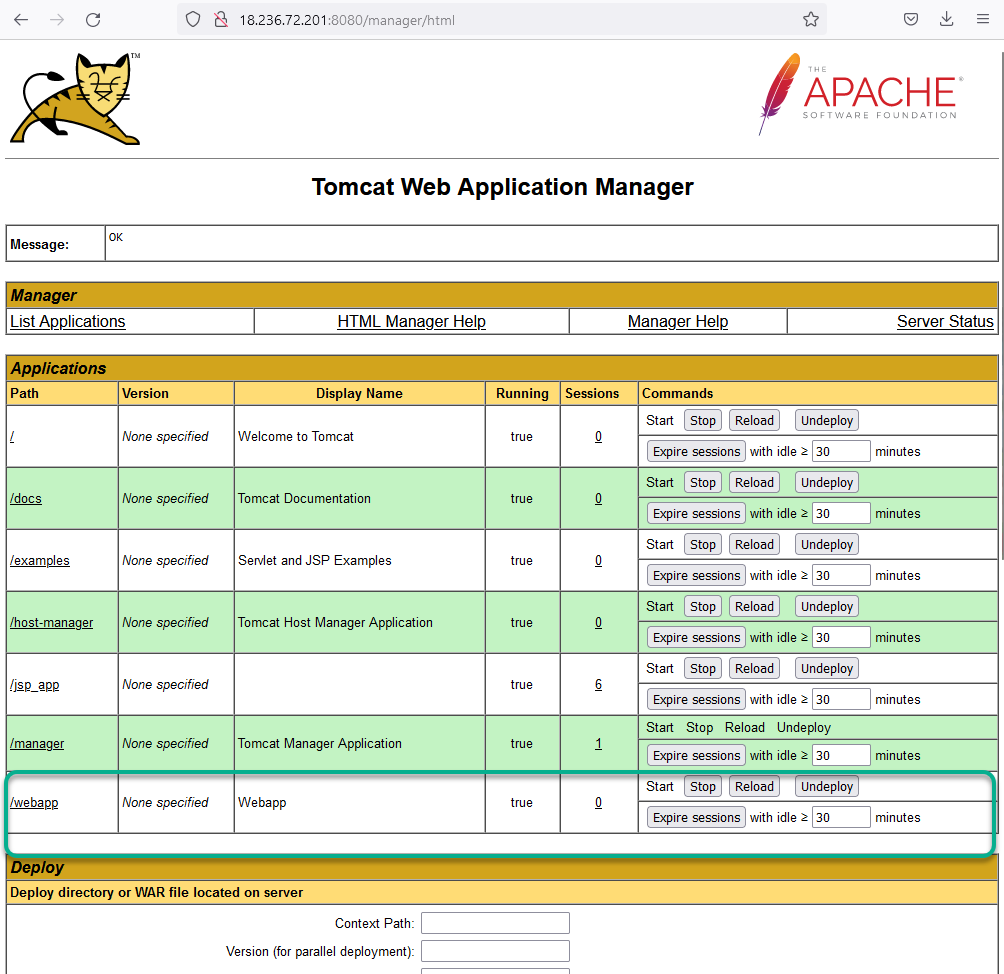 18.236.72.201:8080/manager/html
TM
THE
APACHE®
SOFTWARE FOUNDATION
Tomcat Web Application Manager
Message: OK
Manager
List Applications HTML Manager Help Manager Help Server Status
Applications
Path Version Display Name Running Sessions Commands
/ None specified Welcome to Tomcat true 0 Start Stop Reload Undeploy
Expire sessions with idle ≥ 30 minutes
/docs None specified Tomcat Documentation true 0 Start Stop Reload Undeploy
Expire sessions with idle ≥ 30 minutes
/examples None specified Servlet and JSP Examples true 0 Start Stop Reload Undeploy
Expire sessions with idle ≥ 30 minutes
/host-manager None specified Tomcat Host Manager Application true 0 Start Stop Reload Undeploy
Expire sessions with idle ≥ 30 minutes
/jsp_app None specified true 6 Start Stop Reload Undeploy
Expire sessions with idle ≥ 30 minutes
/manager None specified Tomcat Manager Application true 1 Start Stop Reload Undeploy
Expire sessions with idle ≥ 30 minutes
/webapp None specified Webapp true 0 Start Stop Reload Undeploy
Expire sessions with idle ≥ 30 minutes
Deploy
Deploy directory or WAR file located on server
Context Path:
Version (for parallel deployment):